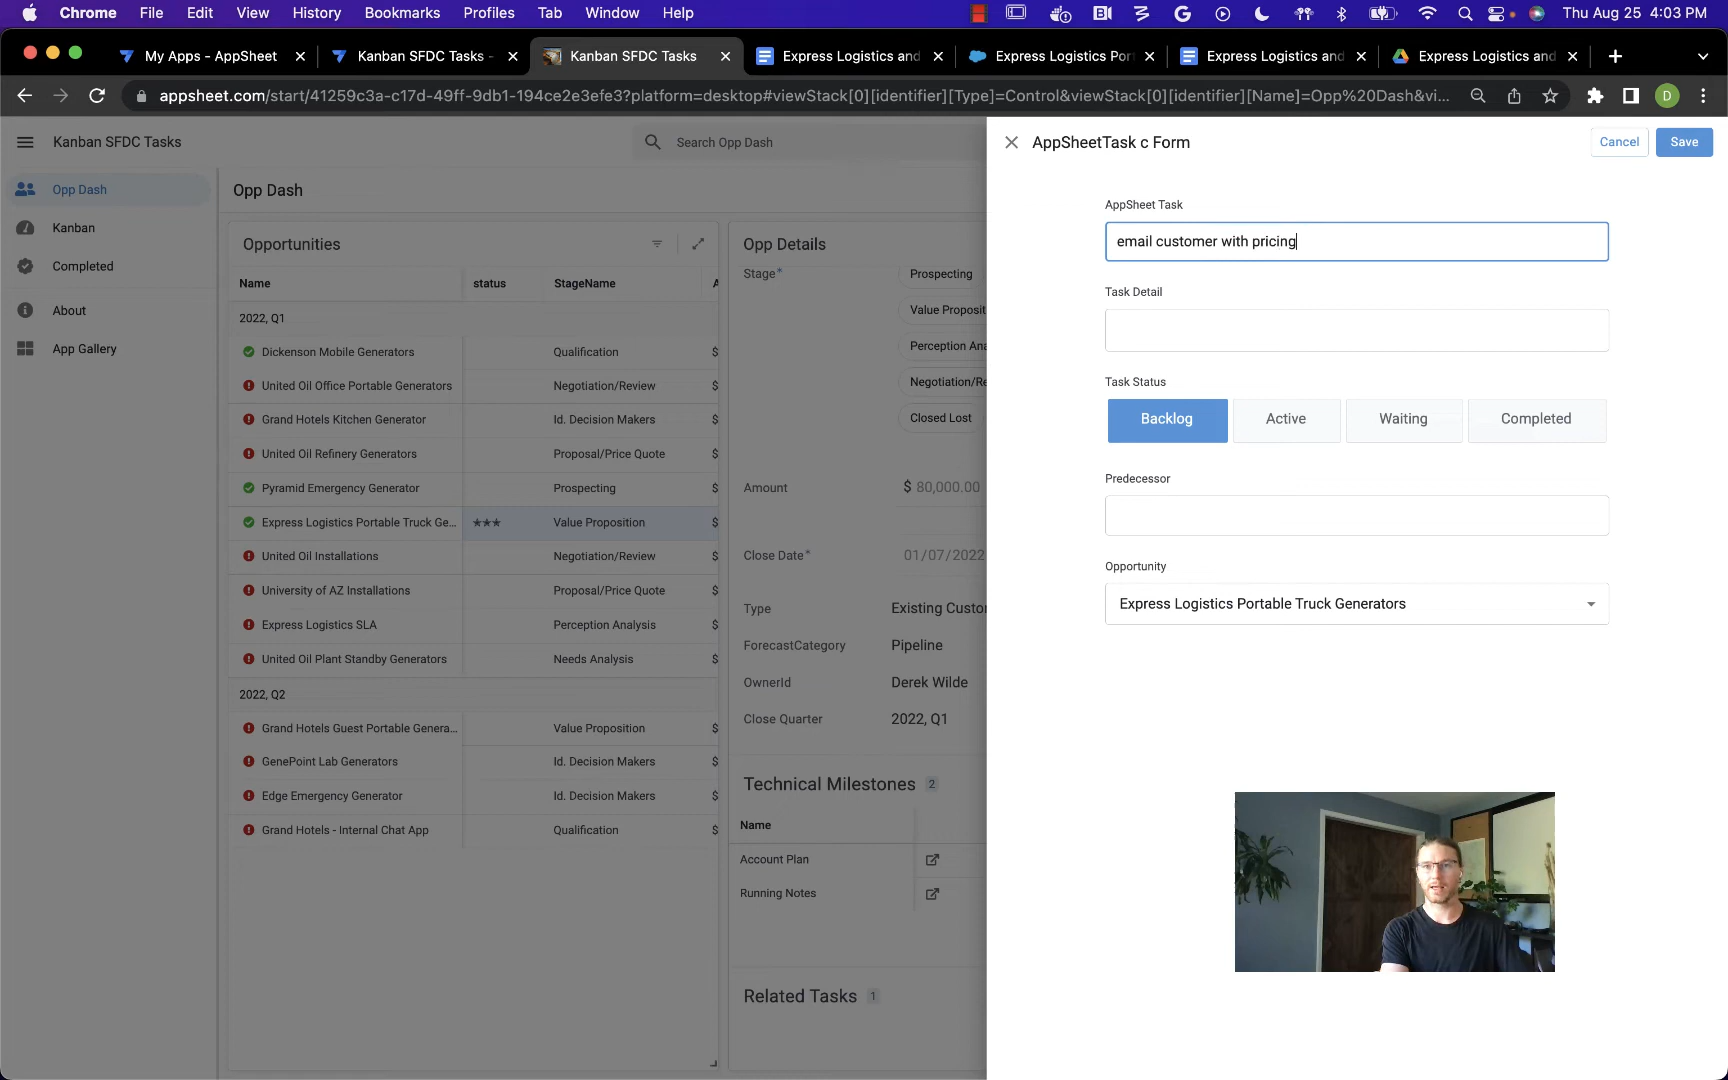 Chrome File Edit View History Bookmarks Profiles Tab Window Help Thu Aug 25 4:03 PM
My Apps - AppSheet
Kanban SFDC Tasks -
Kanban SFDC Tasks
Express Logistics and
Express Logistics Por
Express Logistics and
Express Logistics and
appsheet.com/start/41259c3a-c17d-49ff-9db1-194ce2e3efe3?platform=desktop#viewStack[0][identifier][Type]=Control&viewStack[0][identifier][Name]=Opp%20Dash&vi...
D
Kanban SFDC Tasks
Search Opp Dash
Opp Dash
Kanban
Completed
About
App Gallery
Opp Dash
Opportunities
Name status StageName A
2022, Q1
Dickenson Mobile Generators Qualification $
United Oil Office Portable Generators Negotiation/Review $
Grand Hotels Kitchen Generator Id. Decision Makers $
United Oil Refinery Generators Proposal/Price Quote $
Pyramid Emergency Generator Prospecting $
Express Logistics Portable Truck Ge... ★★★ Value Proposition $
United Oil Installations Negotiation/Review $
University of AZ Installations Proposal/Price Quote $
Express Logistics SLA Perception Analysis $
United Oil Plant Standby Generators Needs Analysis $
2022, Q2
Grand Hotels Guest Portable Genera... Value Proposition $
GenePoint Lab Generators Id. Decision Makers $
Edge Emergency Generator Id. Decision Makers $
Grand Hotels - Internal Chat App Qualification $
Opp Details
Stage* Prospecting
Value Proposit
Perception Ana
Negotiation/Re
Closed Lost
Amount $ 80,000.00
Close Date* 01/07/2022
Type Existing Custo
ForecastCategory Pipeline
OwnerId Derek Wilde
Close Quarter 2022, Q1
Technical Milestones 2
Name
Account Plan
Running Notes
Related Tasks 1
AppSheetTask c Form
Cancel Save
AppSheet Task
email customer with pricing
Task Detail
Task Status
Backlog Active Waiting Completed
Predecessor
Opportunity
Express Logistics Portable Truck Generators